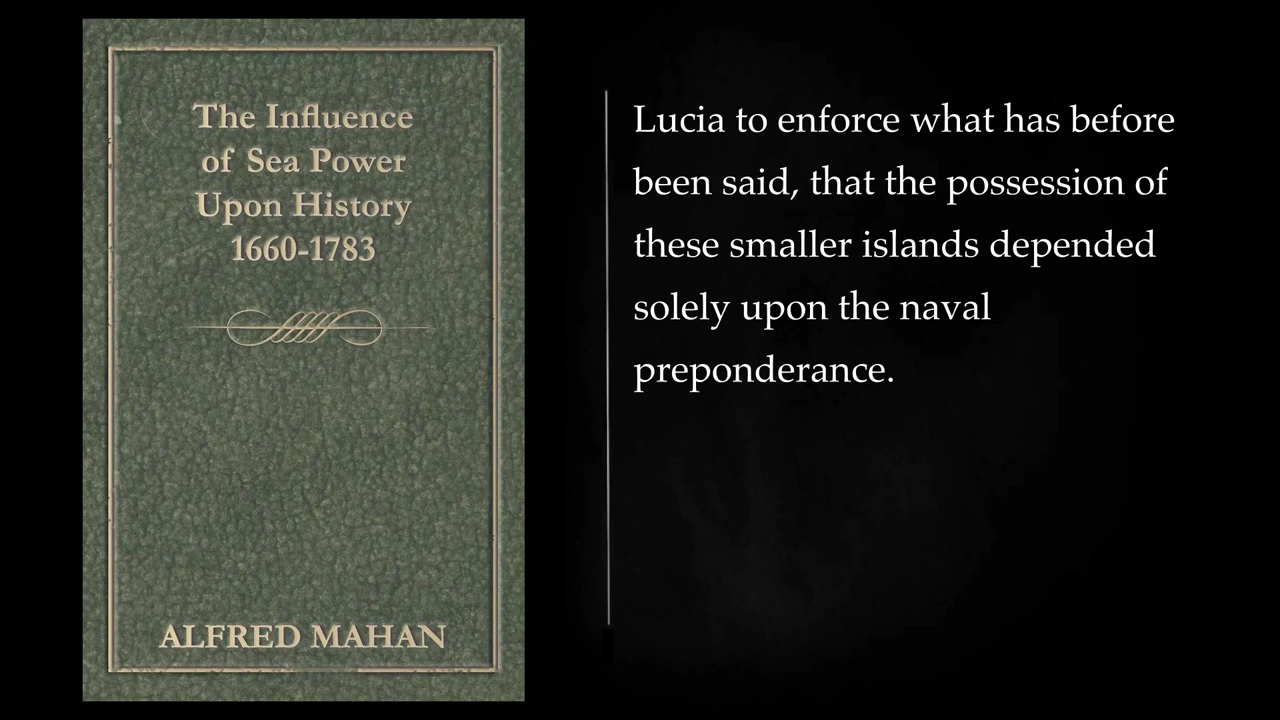 The Influence
of Sea Power
Upon History
1660-1783
ALFRED MAHAN
Lucia to enforce what has before
been said, that the possession of
these smaller islands depended
solely upon the naval
preponderance.